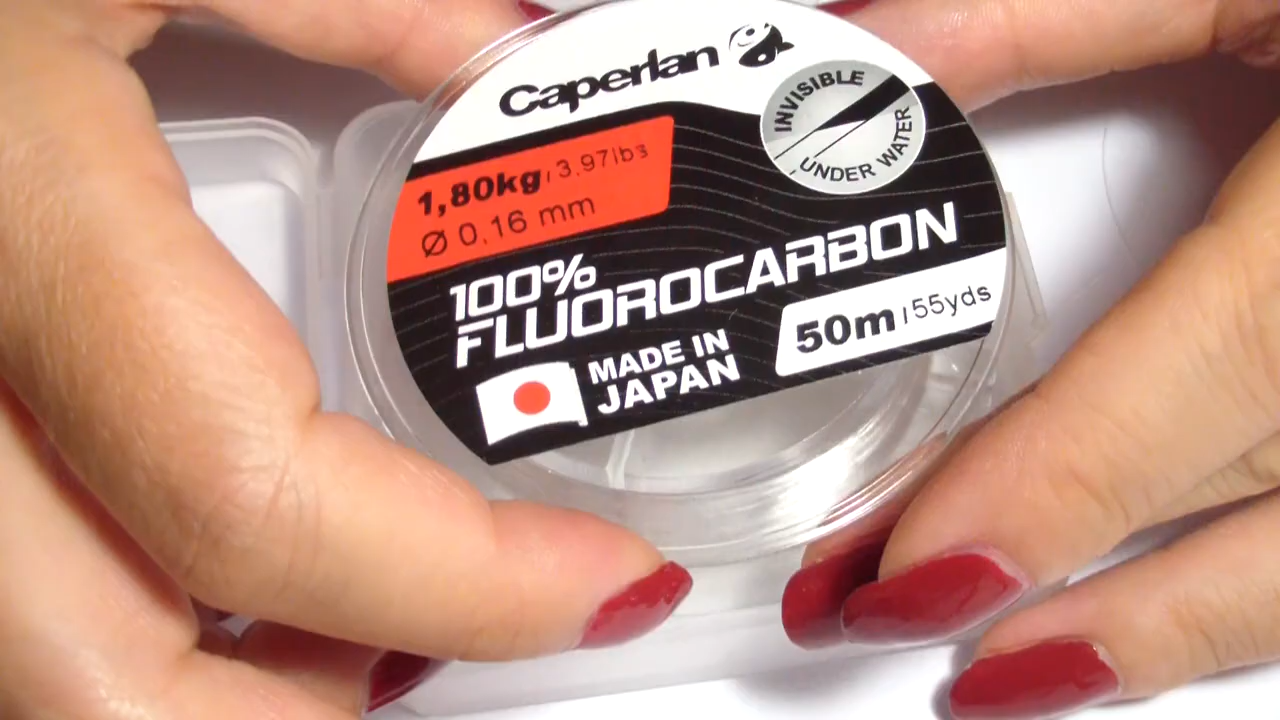 Caperlan
INVISIBLE
UNDER WATER
1,80kg/3.97lbs
Ø 0.16 mm
100%
FLUOROCARBON
50m/55yds
MADE IN
JAPAN